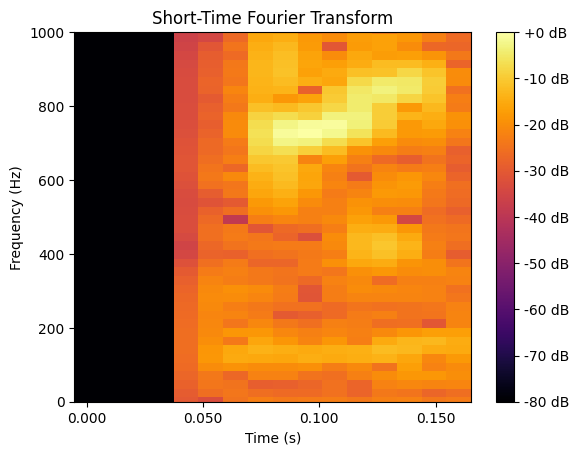 Short-Time Fourier Transform
1000
800
600
400
200
0
Frequency (Hz)
0.000
0.050
0.100
0.150
Time (s)
+0 dB
-10 dB
-20 dB
-30 dB
-40 dB
-50 dB
-60 dB
-70 dB
-80 dB